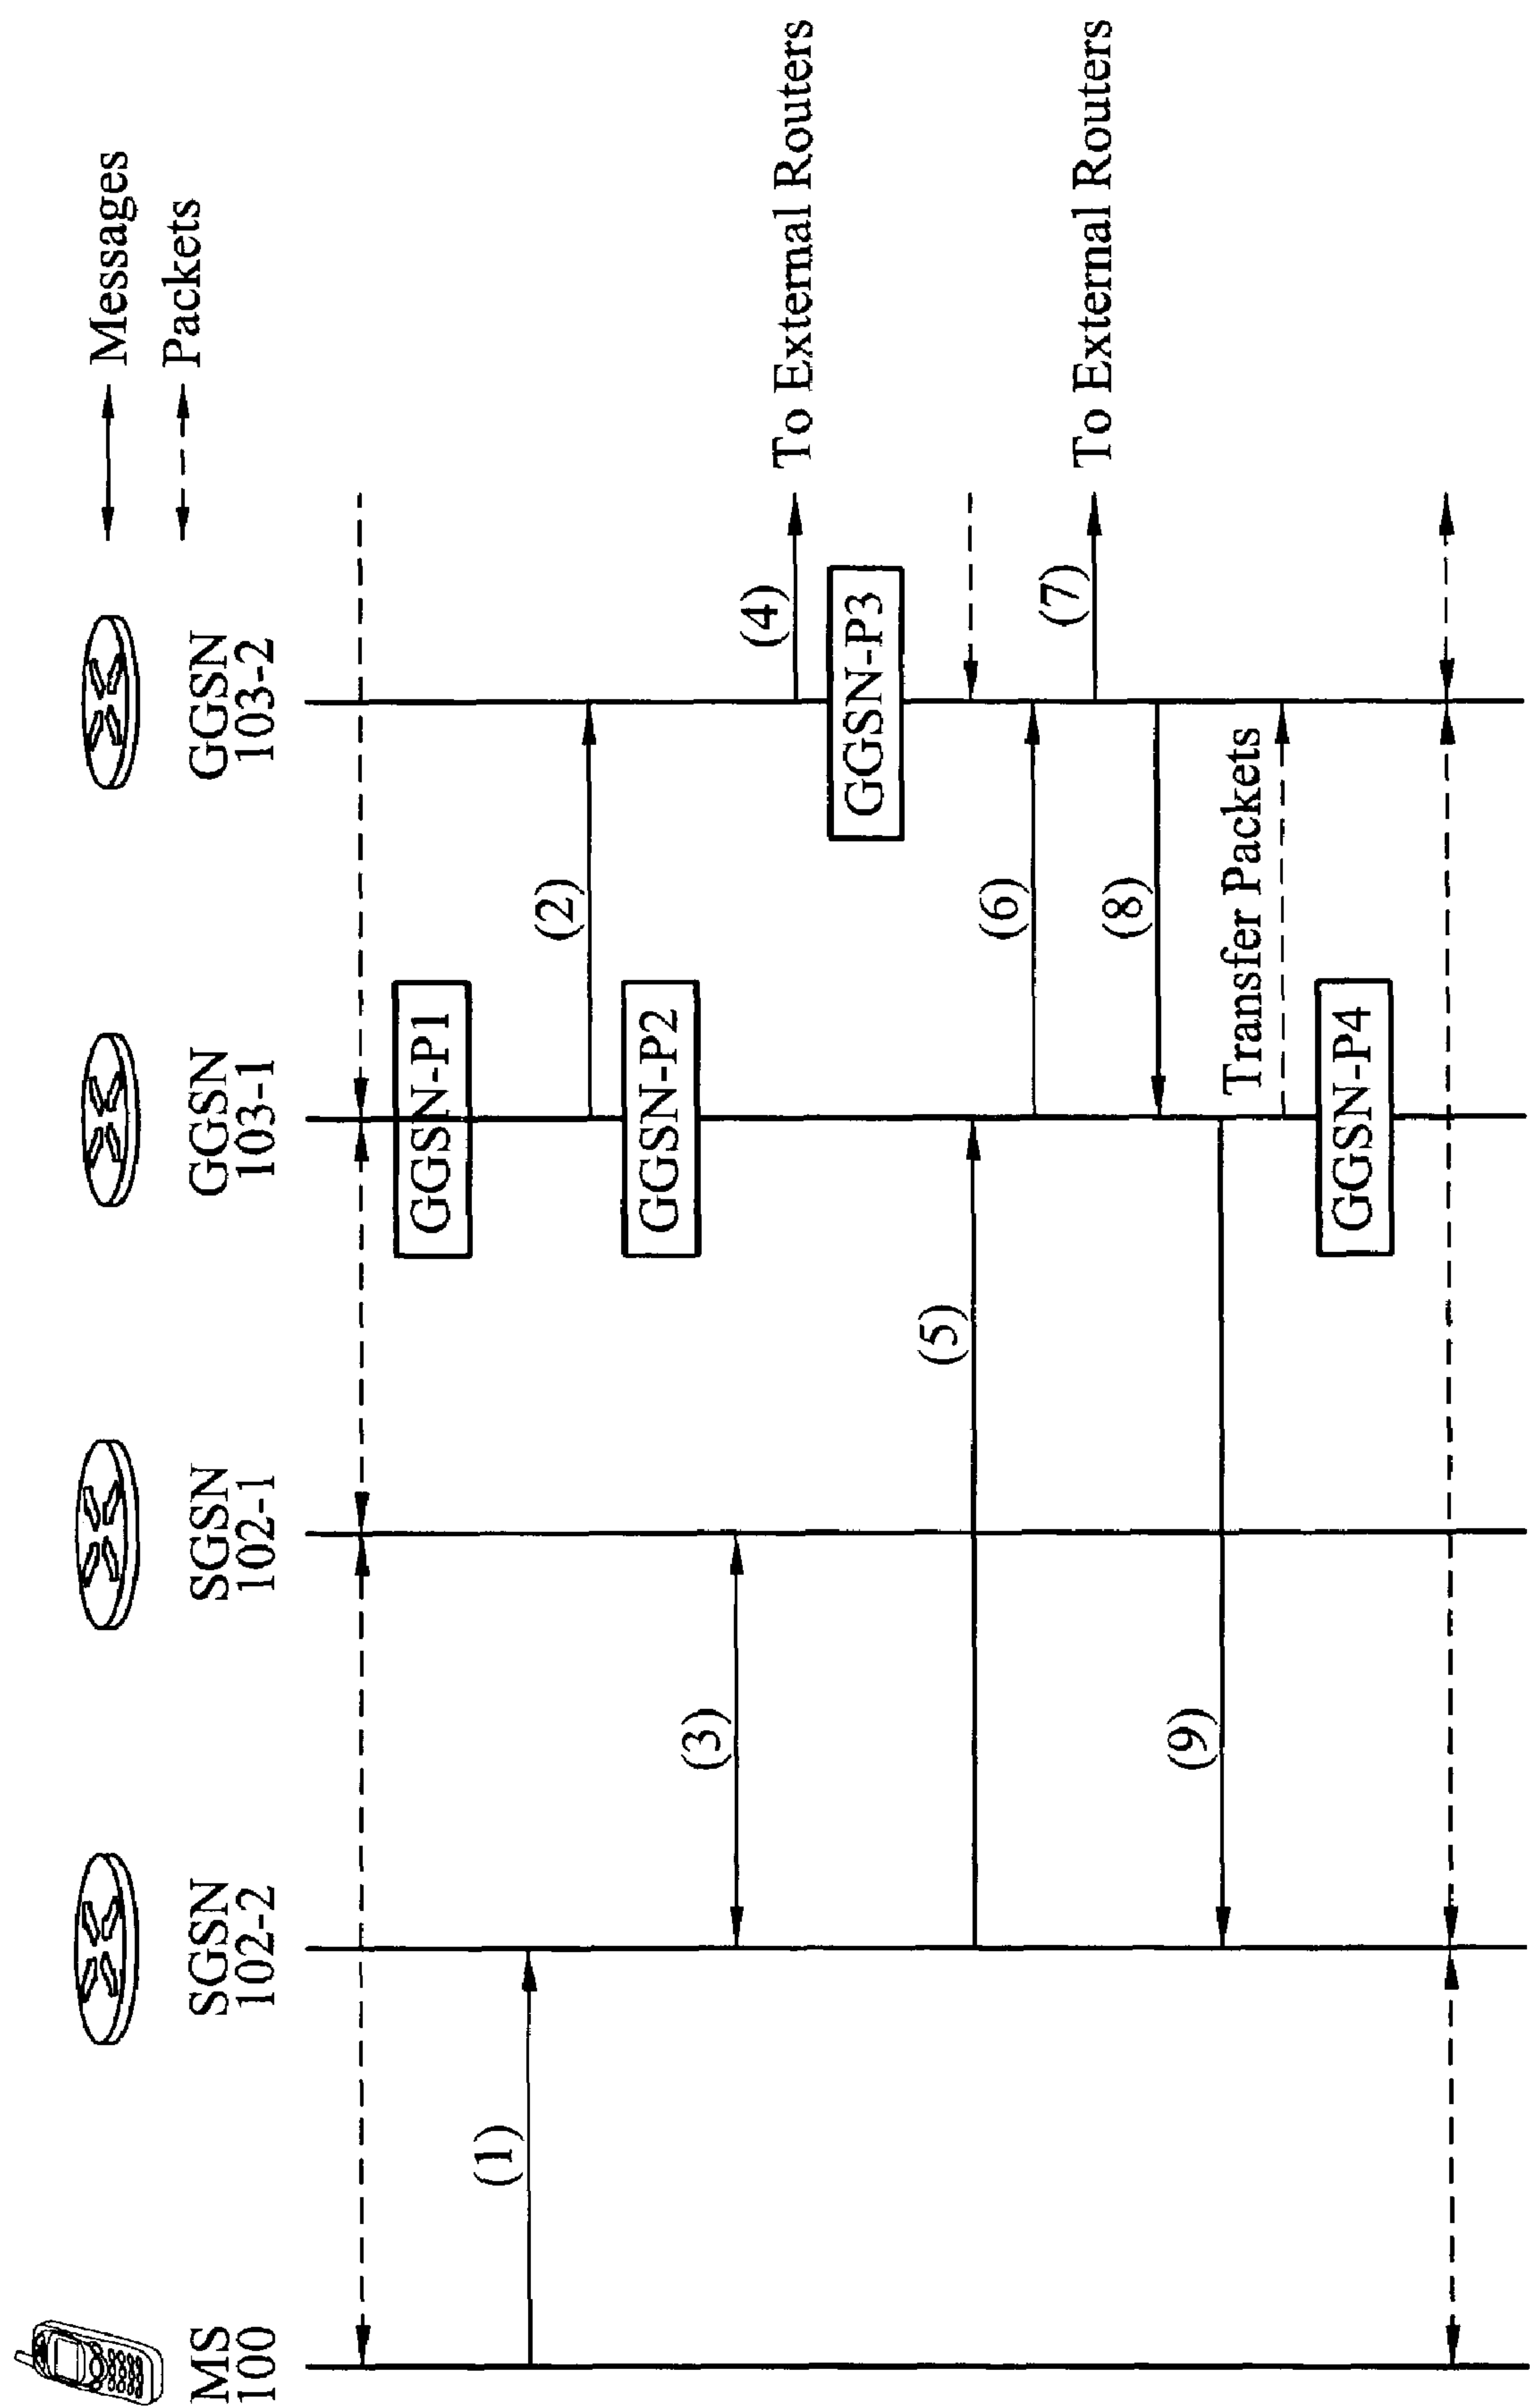 Messages
Packets
MS
100
SGSN
102-2
SGSN
102-1
GGSN
103-1
GGSN
103-2
GGSN-P1
(1)
(2)
GGSN-P2
(3)
(4)
To External Routers
GGSN-P3
(5)
(6)
(7)
To External Routers
(8)
(9)
Transfer Packets
GGSN-P4